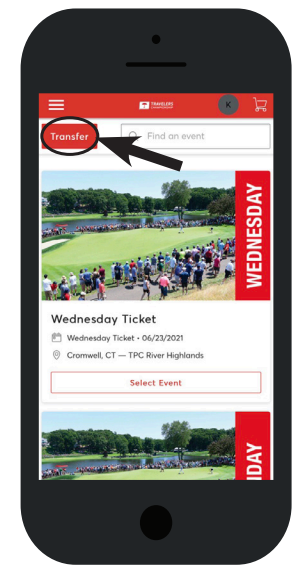 TRAVELERS
K
Transfer
Find an event
WEDNESDAY
Wednesday Ticket
Wednesday Ticket • 06/23/2021
Cromwell, CT — TPC River Highlands
Select Event
DAY